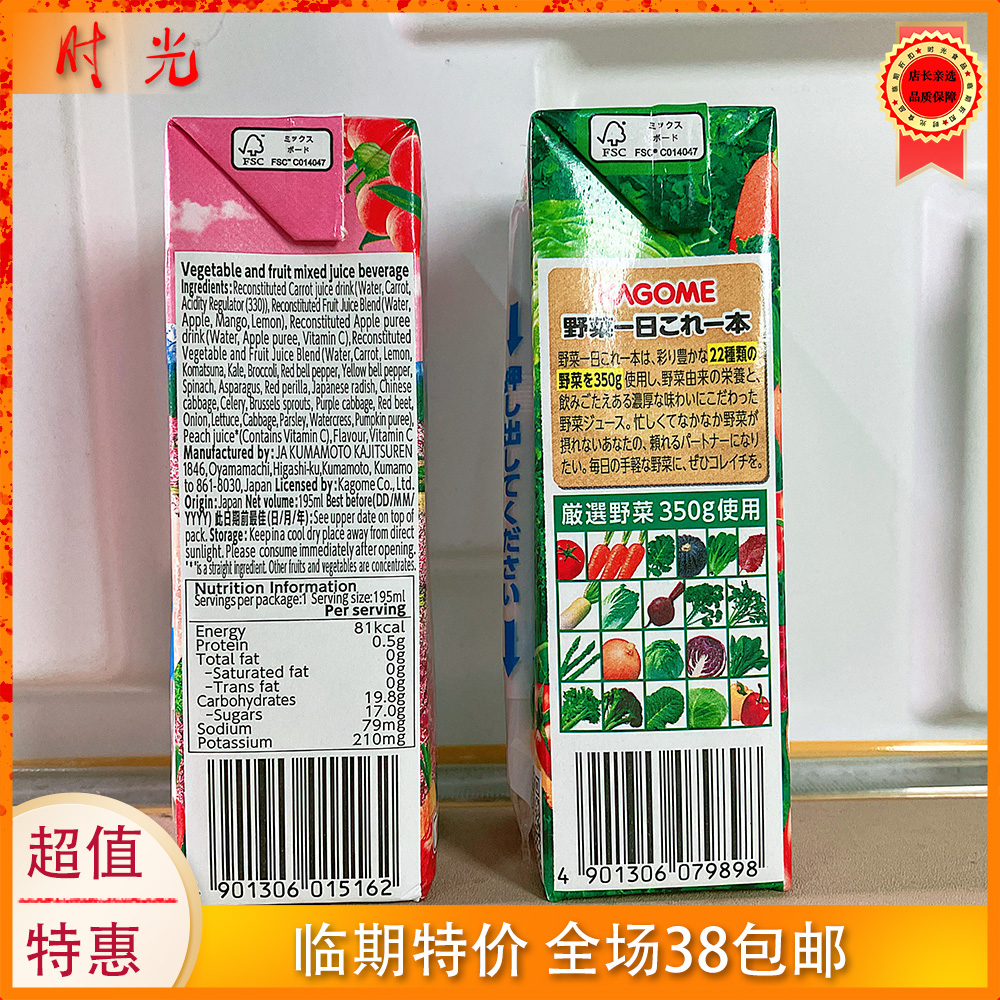 时光
店长亲选
品质保障
ミックス
ボード
FSC
FSC™ C014047
Vegetable and fruit mixed juice beverage
Ingredients: Reconstituted Carrot juice drink (Water, Carrot,
Acidity Regulator (330)), Reconstituted Fruit Juice Blend (Water,
Apple, Mango, Lemon), Reconstituted Apple puree
drink (Water, Apple puree, Vitamin C), Reconstituted
Vegetable and Fruit Juice Blend (Water, Carrot, Lemon,
Komatsuna, Kale, Broccoli, Red bell pepper, Yellow bell pepper,
Spinach, Asparagus, Red perilla, Japanese radish, Chinese
cabbage, Celery, Brussels sprouts, Purple cabbage, Red beet,
Onion, Lettuce, Cabbage, Parsley, Watercress, Pumpkin puree),
Peach juice*(Contains Vitamin C), Flavour, Vitamin C
Manufactured by: JA KUMAMOTO KAJITSUREN
1846, Oyamamachi, Higashi-ku, Kumamoto, Kumamo
to 861-8030, Japan Licensed by: Kagome Co., Ltd.
Origin: Japan Net volume: 195ml Best before(DD/MM/
YYYY) 此日期前最佳(日/月/年): See upper date on top of
pack. Storage: Keep in a cool dry place away from direct
sunlight. Please consume immediately after opening.
"*" is a straight ingredient. Other fruits and vegetables are concentrates.
Nutrition Information
Servings per package:1 Serving size:195ml
Per serving
Energy 81kcal
Protein 0.5g
Total fat 0g
-Saturated fat 0g
-Trans fat 0g
Carbohydrates 19.8g
-Sugars 17.0g
Sodium 79mg
Potassium 210mg
901306 015162
押し出してください
ミックス
ボード
FSC
FSC® C014047
KAGOME
野菜一日これ一本
野菜一日これ一本は、彩り豊かな22種類の
野菜を350g使用し、野菜由来の栄養と、
飲みごたえある濃厚な味わいにこだわった
野菜ジュース。忙しくてなかなか野菜が
摂れないあなたの、頼れるパートナーになり
たい。毎日の手軽な野菜に、ぜひコレイチを。
厳選野菜350g使用
4 901306 079898
超值
特惠
临期特价 全场38包邮